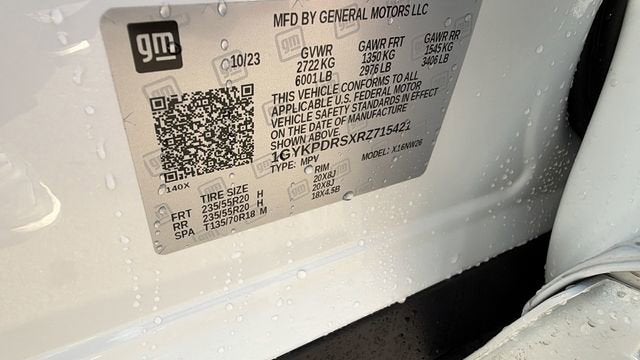 gm
MFD BY GENERAL MOTORS LLC
10/23 GVWR GAWR FRT GAWR RR
2722 KG 1350 KG 1545 KG
6001 LB 2976 LB 3406 LB
THIS VEHICLE CONFORMS TO ALL
APPLICABLE U.S. FEDERAL MOTOR
VEHICLE SAFETY STANDARDS IN EFFECT
ON THE DATE OF MANUFACTURE
SHOWN ABOVE.
1GYKPDRSXRZ715421
TYPE: MPV MODEL: X16NW26
140X
TIRE SIZE RIM
FRT 235/55R20 H 20X8J
RR 235/55R20 H 20X8J
SPA T135/70R18 M 18X4.5B